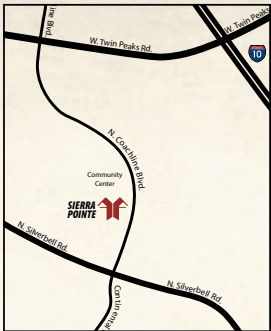 ine Blvd.
W. Twin Peaks Rd.
W. Twin Peaks
10
N. Coachline Blvd.
Community
Center
SIERRA
POINTE
N. Silverbell Rd.
N. Silverbell Rd.
Continental